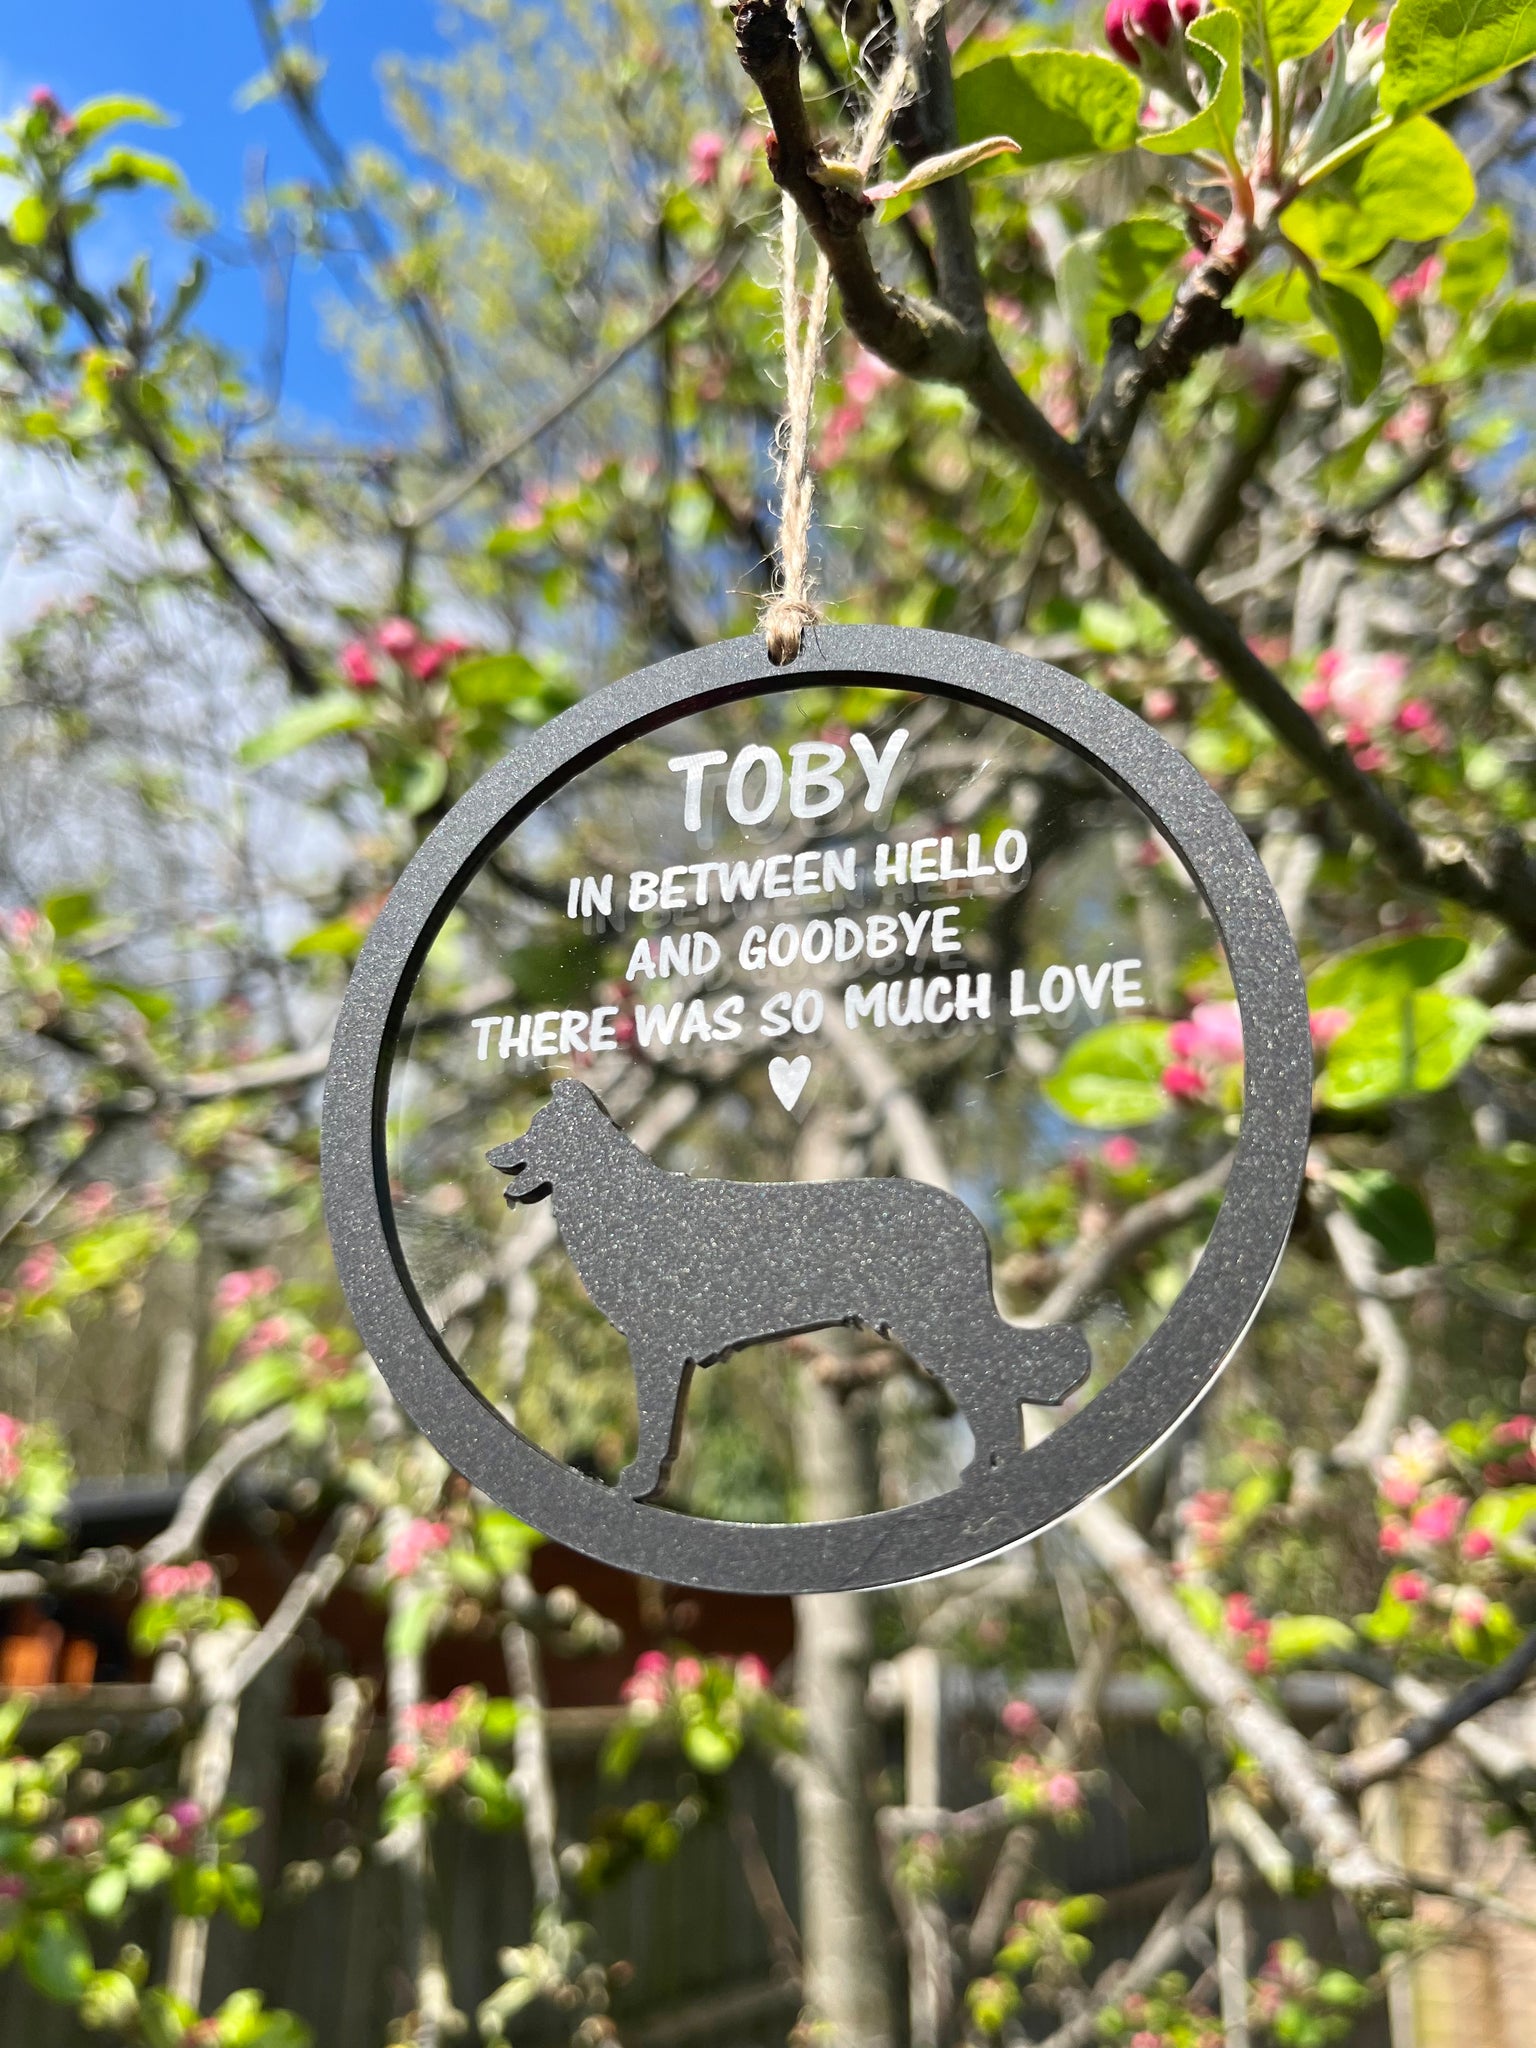 TOBY
IN BETWEEN HELLO
AND GOODBYE
THERE WAS SO MUCH LOVE